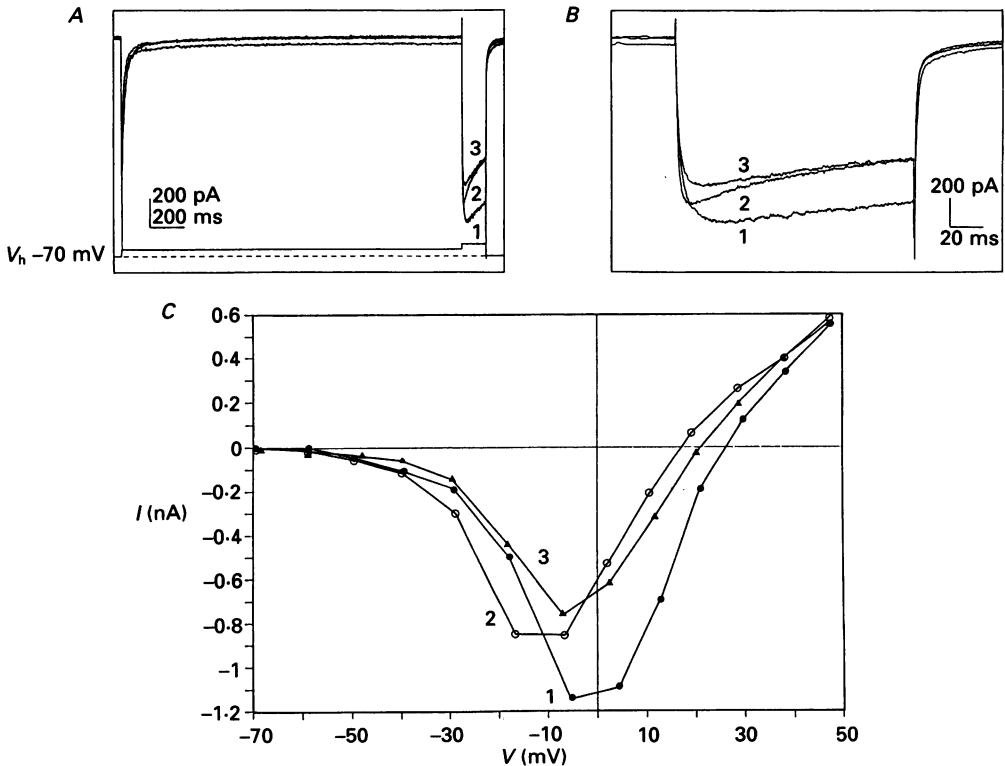 A
3
2
1
200 pA
200 ms
Vh –70 mV
B
3
2
1
200 pA
20 ms
C
0·6
0·4
0·2
0
–0·2
–0·4
–0·6
–0·8
–1
–1·2
I (nA)
3
2
1
–70
–50
–30
–10
10
30
50
V (mV)